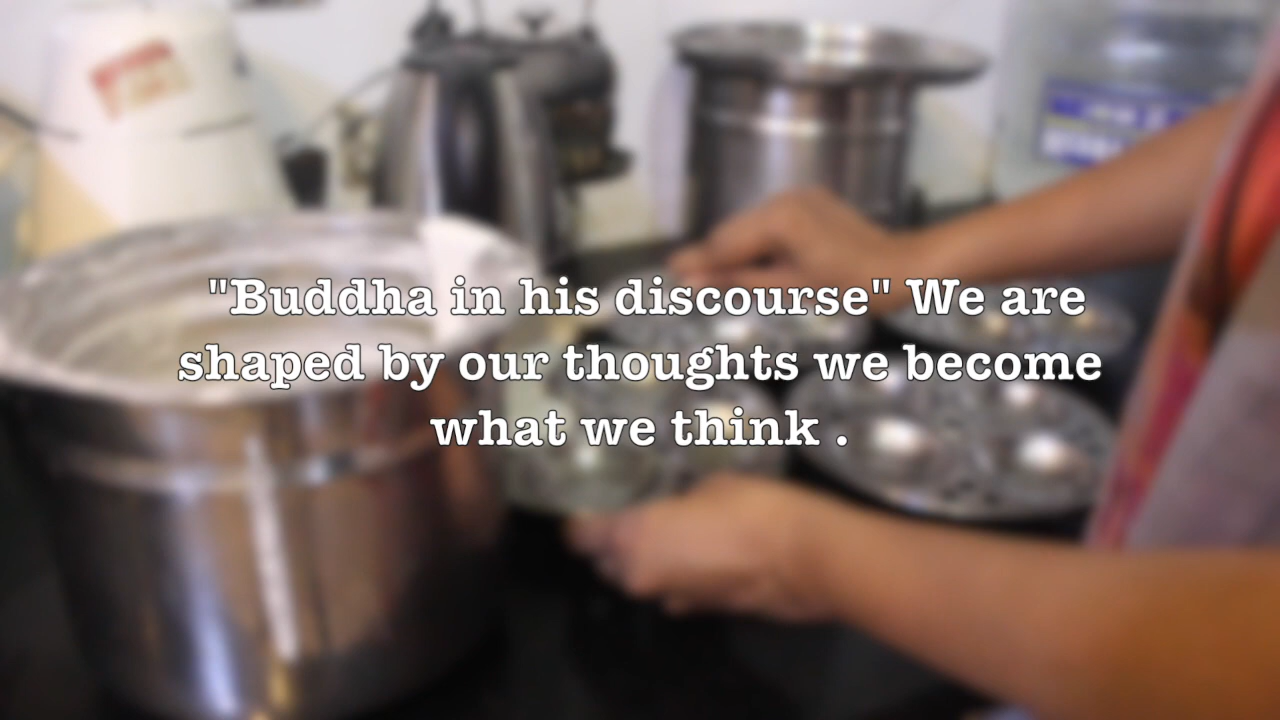 "Buddha in his discourse" We are
shaped by our thoughts we become
what we think .